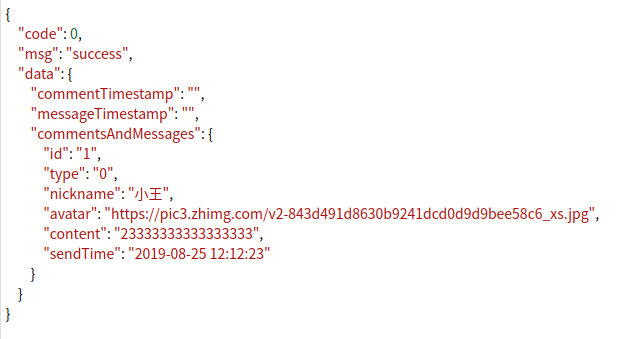 {
"code": 0,
"msg": "success",
"data": {
"commentTimestamp": "",
"messageTimestamp": "",
"commentsAndMessages": {
"id": "1",
"type": "0",
"nickname": "小王",
"avatar": "https://pic3.zhimg.com/v2-843d491d8630b9241dcd0d9d9bee58c6_xs.jpg",
"content": "23333333333333333",
"sendTime": "2019-08-25 12:12:23"
}
}
}